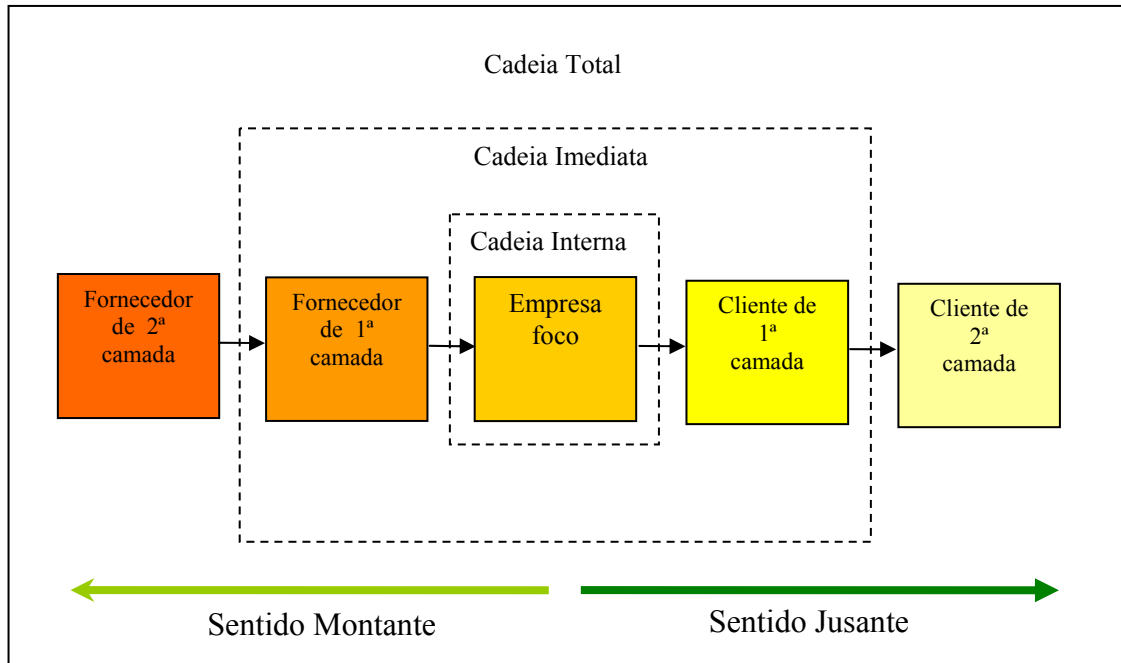 Cadeia Total
Cadeia Imediata
Cadeia Interna
Fornecedor
de 2ª
camada
Fornecedor
de 1ª
camada
Empresa
foco
Cliente de
1ª
camada
Cliente de
2ª
camada
Sentido Montante
Sentido Jusante